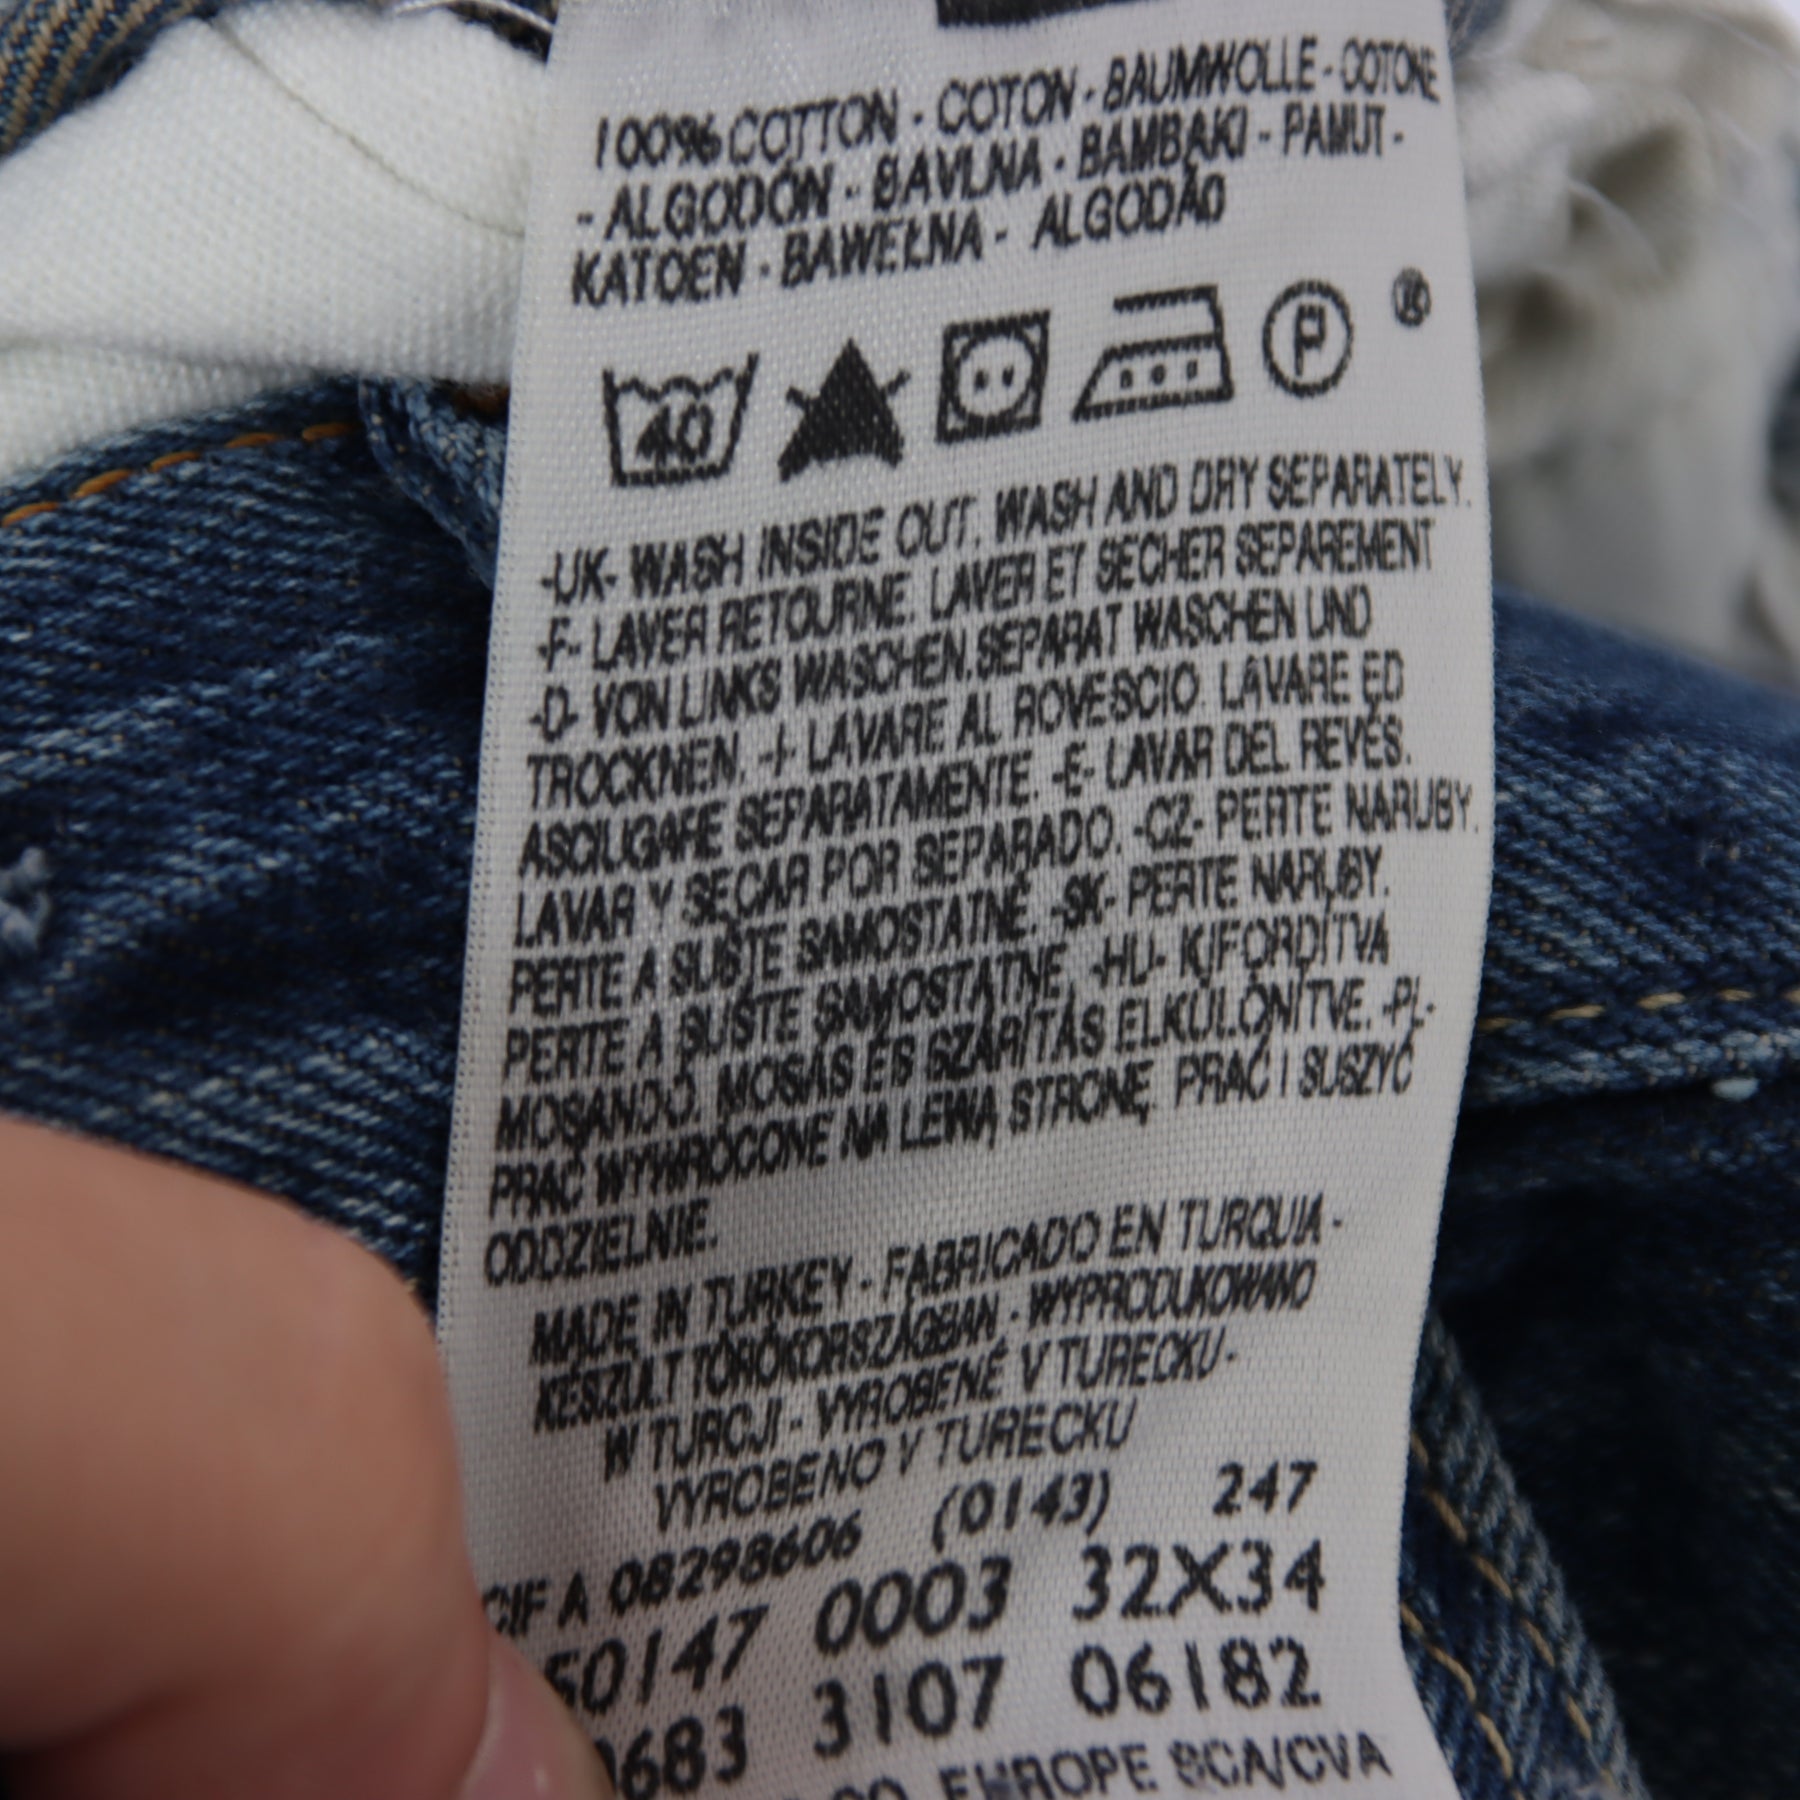 100% COTTON - COTON - BAUMWOLLE - COTONE
- ALGODÓN - BAVLNA - BAMBAKI - PAMUT -
KATOEN - BAWEŁNA - ALGODÃO
40 P ®
-UK- WASH INSIDE OUT. WASH AND DRY SEPARATELY.
-F- LAVER RETOURNE. LAVER ET SECHER SEPAREMENT
-D- VON LINKS WASCHEN. SEPARAT WASCHEN UND
TROCKNEN. -I- LAVARE AL ROVESCIO. LAVARE ED
ASCIUGARE SEPARATAMENTE. -E- LAVAR DEL REVÉS.
LAVAR Y SECAR POR SEPARADO. -CZ- PERTE NARUBY.
PERTE A SUŠTE SAMOSTATNĚ. -SK- PERTE NARUBY.
PERTE A SUŠTE SAMOSTATNE. -HU- KIFORDÍTVA
MOSANDÓ. MOSÁS ÉS SZÁRÍTÁS ELKÜLÖNÍTVE. -PL-
PRAĆ WYWRÓCONE NA LEWĄ STRONĘ. PRAĆ I SUSZYĆ
ODDZIELNIE.
MADE IN TURKEY - FABRICADO EN TURQUIA -
KESZÜLT TÖRÖKORSZÁGBAN - WYPRODUKOWANO
W TURCJI - VYROBENÉ V TURECKU -
VYROBENO V TURECKU
CIF A 08298606 (0143) 247
50147 0003 32X34
0683 3107 06182
CO. EUROPE SCA/CVA